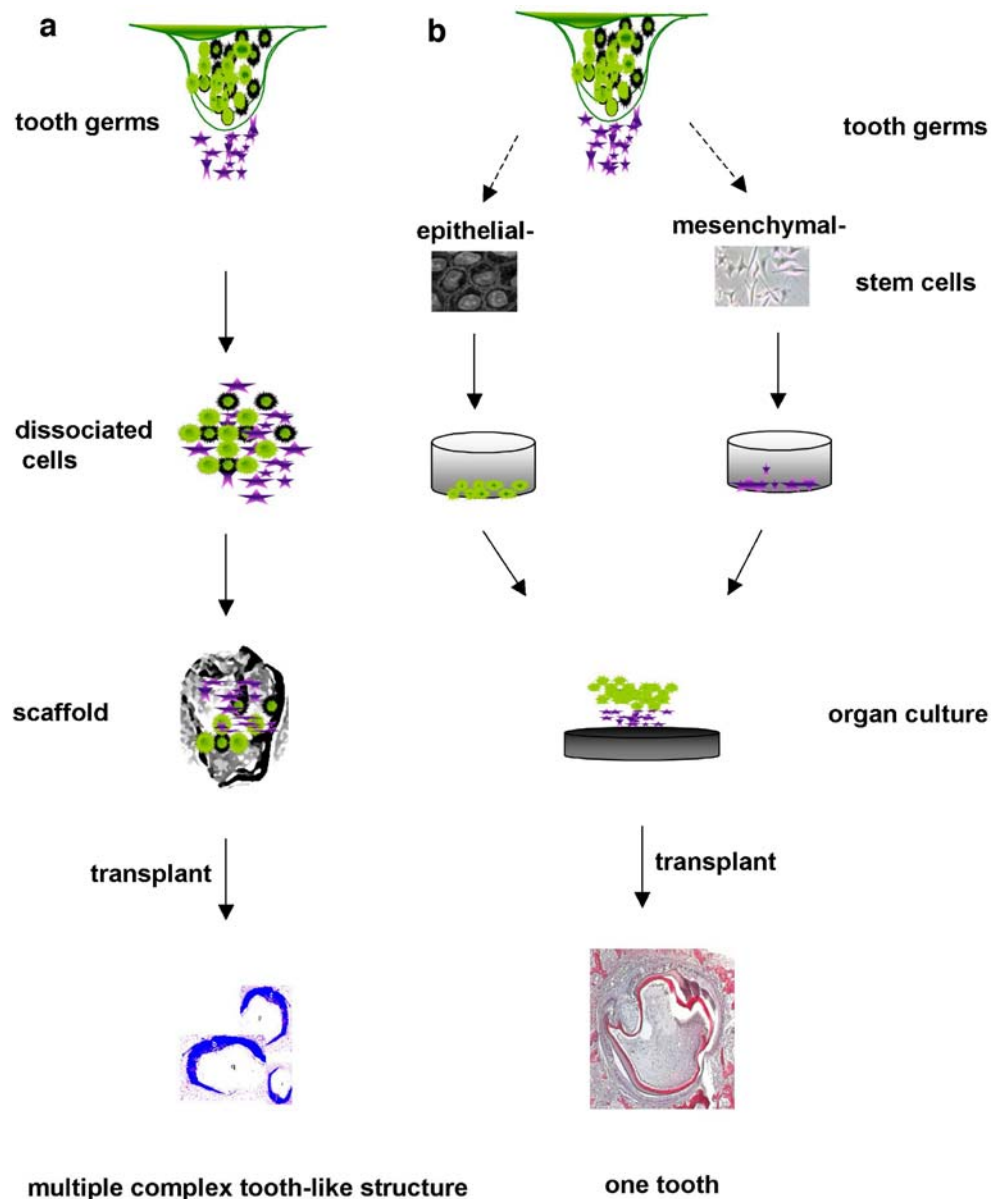 a
tooth germs
dissociated
cells
scaffold
transplant
multiple complex tooth-like structure
b
tooth germs
epithelial-
mesenchymal-
stem cells
organ culture
transplant
one tooth